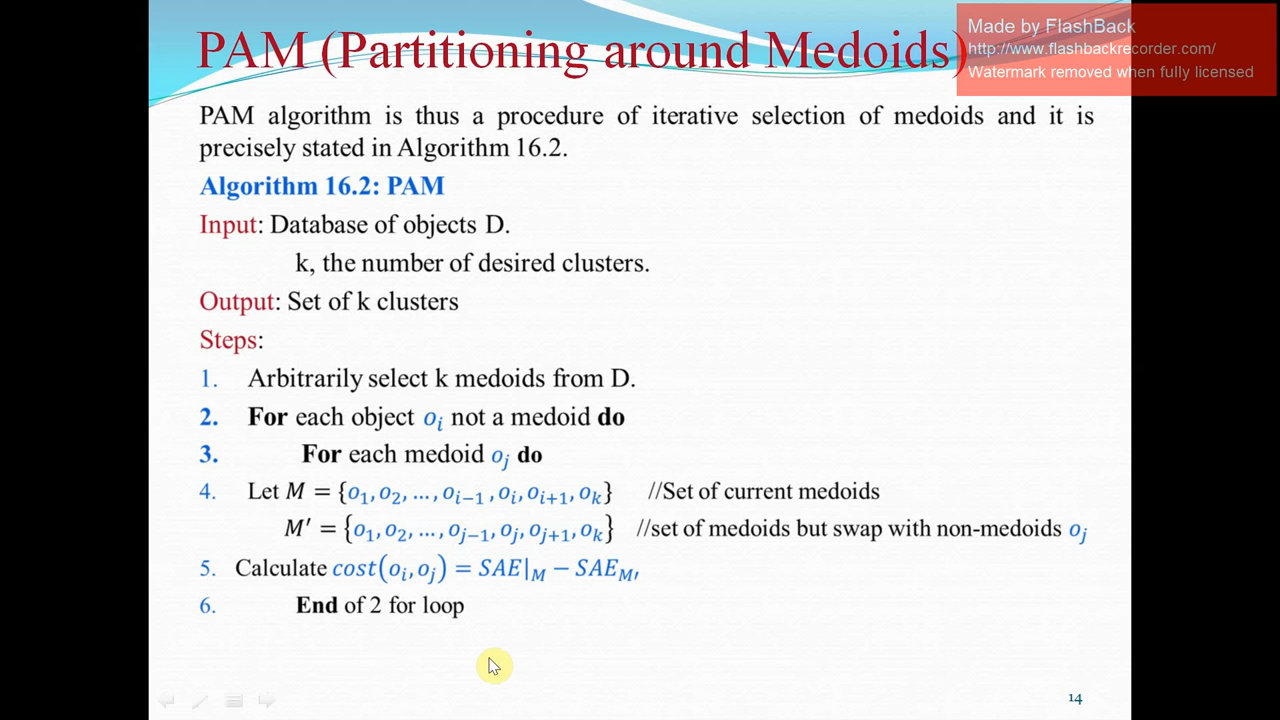 PAM (Partitioning around Medoids)
Made by FlashBack
http://www.flashbackrecorder.com/
Watermark removed when fully licensed
PAM algorithm is thus a procedure of iterative selection of medoids and it is
precisely stated in Algorithm 16.2.
Algorithm 16.2: PAM
Input: Database of objects D.
k, the number of desired clusters.
Output: Set of k clusters
Steps:
1. Arbitrarily select k medoids from D.
2. For each object oᵢ not a medoid do
3. For each medoid oⱼ do
4. Let M = {o₁, o₂, …, oᵢ₋₁ , oᵢ, oᵢ₊₁, oₖ} //Set of current medoids
M′ = {o₁, o₂, …, oⱼ₋₁, oⱼ, oⱼ₊₁, oₖ} //set of medoids but swap with non-medoids oⱼ
5. Calculate cost(oᵢ, oⱼ) = SAE|_M − SAE_M′
6. End of 2 for loop
14